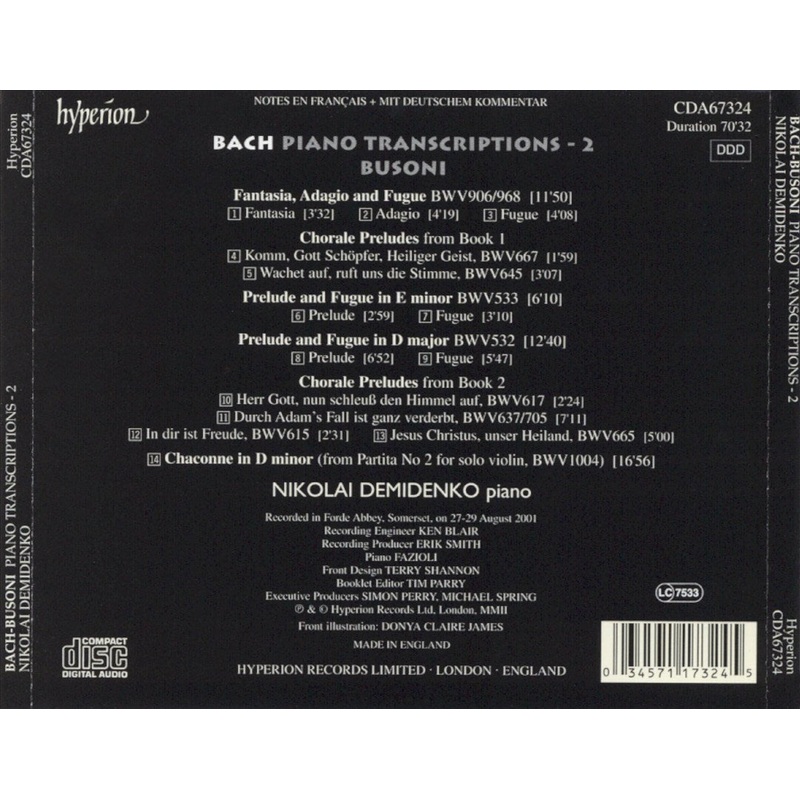 NOTES EN FRANÇAIS + MIT DEUTSCHEM KOMMENTAR
hyperion
CDA67324
Duration 70'32
DDD
BACH PIANO TRANSCRIPTIONS - 2
BUSONI
Fantasia, Adagio and Fugue BWV906/968 [11'50]
1 Fantasia [3'32] 2 Adagio [4'19] 3 Fugue [4'08]
Chorale Preludes from Book 1
4 Komm, Gott Schöpfer, Heiliger Geist, BWV667 [1'59]
5 Wachet auf, ruft uns die Stimme, BWV645 [3'07]
Prelude and Fugue in E minor BWV533 [6'10]
6 Prelude [2'59] 7 Fugue [3'10]
Prelude and Fugue in D major BWV532 [12'40]
8 Prelude [6'52] 9 Fugue [5'47]
Chorale Preludes from Book 2
10 Herr Gott, nun schleuß den Himmel auf, BWV617 [2'24]
11 Durch Adam's Fall ist ganz verderbt, BWV637/705 [7'11]
12 In dir ist Freude, BWV615 [2'31] 13 Jesus Christus, unser Heiland, BWV665 [5'00]
14 Chaconne in D minor (from Partita No 2 for solo violin, BWV1004) [16'56]
NIKOLAI DEMIDENKO piano
Recorded in Forde Abbey, Somerset, on 27-29 August 2001
Recording Engineer KEN BLAIR
Recording Producer ERIK SMITH
Piano FAZIOLI
Front Design TERRY SHANNON
Booklet Editor TIM PARRY
Executive Producers SIMON PERRY, MICHAEL SPRING
℗ & © Hyperion Records Ltd, London, MMII
Front illustration: DONYA CLAIRE JAMES
MADE IN ENGLAND
HYPERION RECORDS LIMITED · LONDON · ENGLAND
COMPACT
disc
DIGITAL AUDIO
LC 7533
0 34571 17324 5
Hyperion
CDA67324
BACH-BUSONI PIANO TRANSCRIPTIONS - 2
NIKOLAI DEMIDENKO
BACH-BUSONI PIANO TRANSCRIPTIONS - 2
NIKOLAI DEMIDENKO
Hyperion
CDA67324